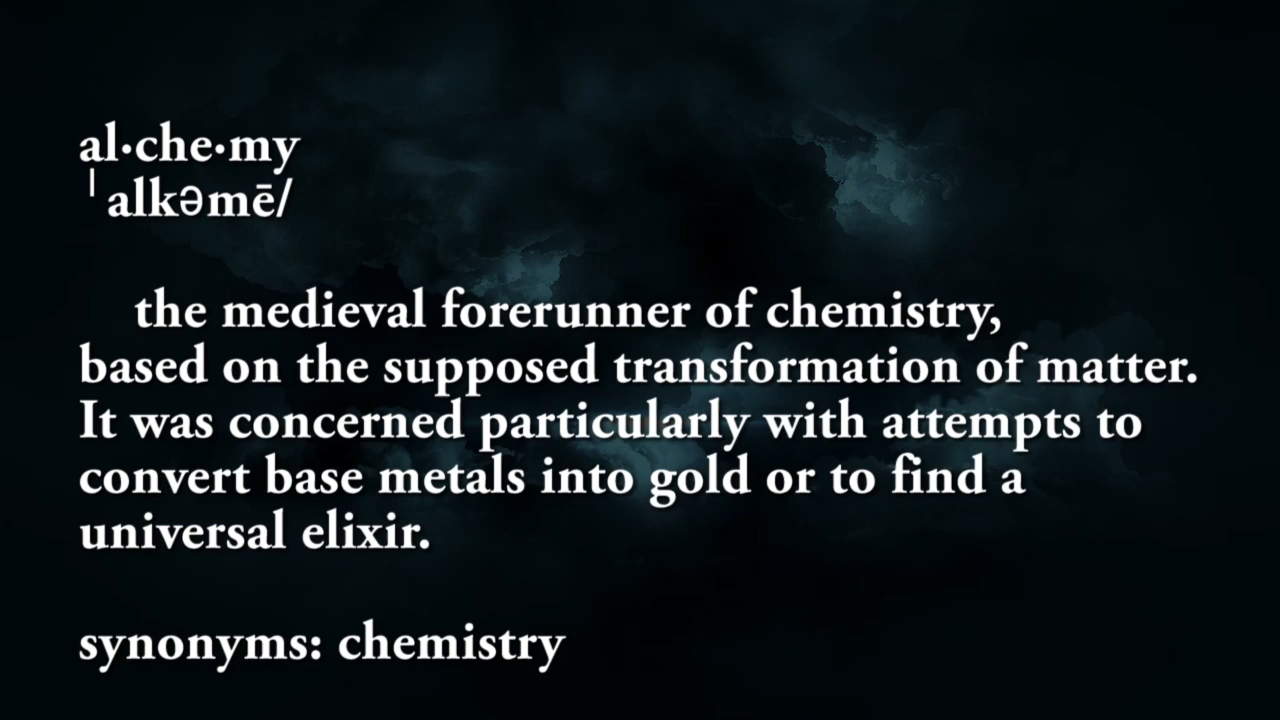 al·che·my
ˈalkəmē/
the medieval forerunner of chemistry,
based on the supposed transformation of matter.
It was concerned particularly with attempts to
convert base metals into gold or to find a
universal elixir.
synonyms: chemistry